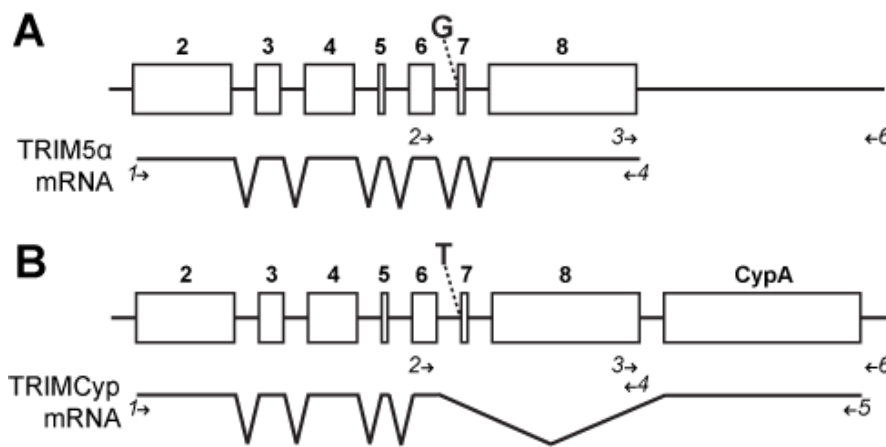 A
G
2 3 4 5 6 7 8
2→ 3→ ←6
TRIM5α
mRNA
1→ ←4
B
T
2 3 4 5 6 7 8 CypA
2→ 3→ ←6
←4
TRIMCyp
mRNA
1→ ←5